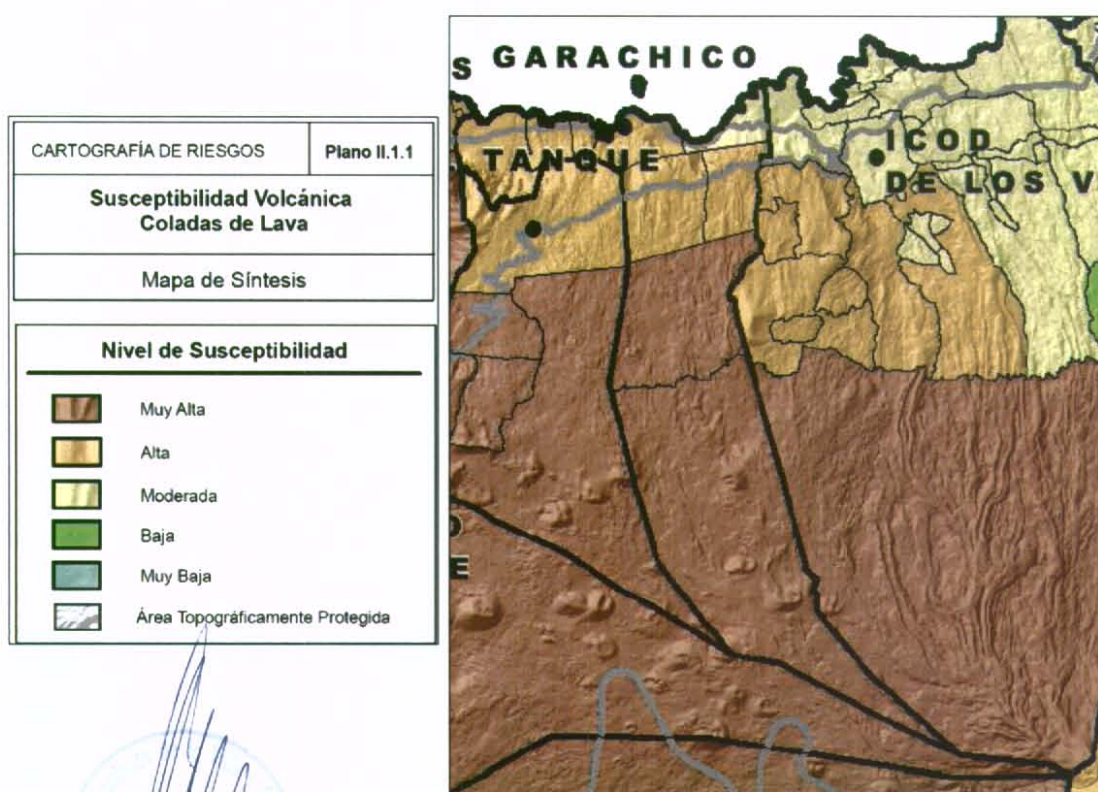 CARTOGRAFÍA DE RIESGOS
Plano II.1.1
Susceptibilidad Volcánica
Coladas de Lava
Mapa de Síntesis
Nivel de Susceptibilidad
Muy Alta
Alta
Moderada
Baja
Muy Baja
Área Topográficamente Protegida
S GARACHICO
TANQUE
ICOD
DE LOS V
O
E